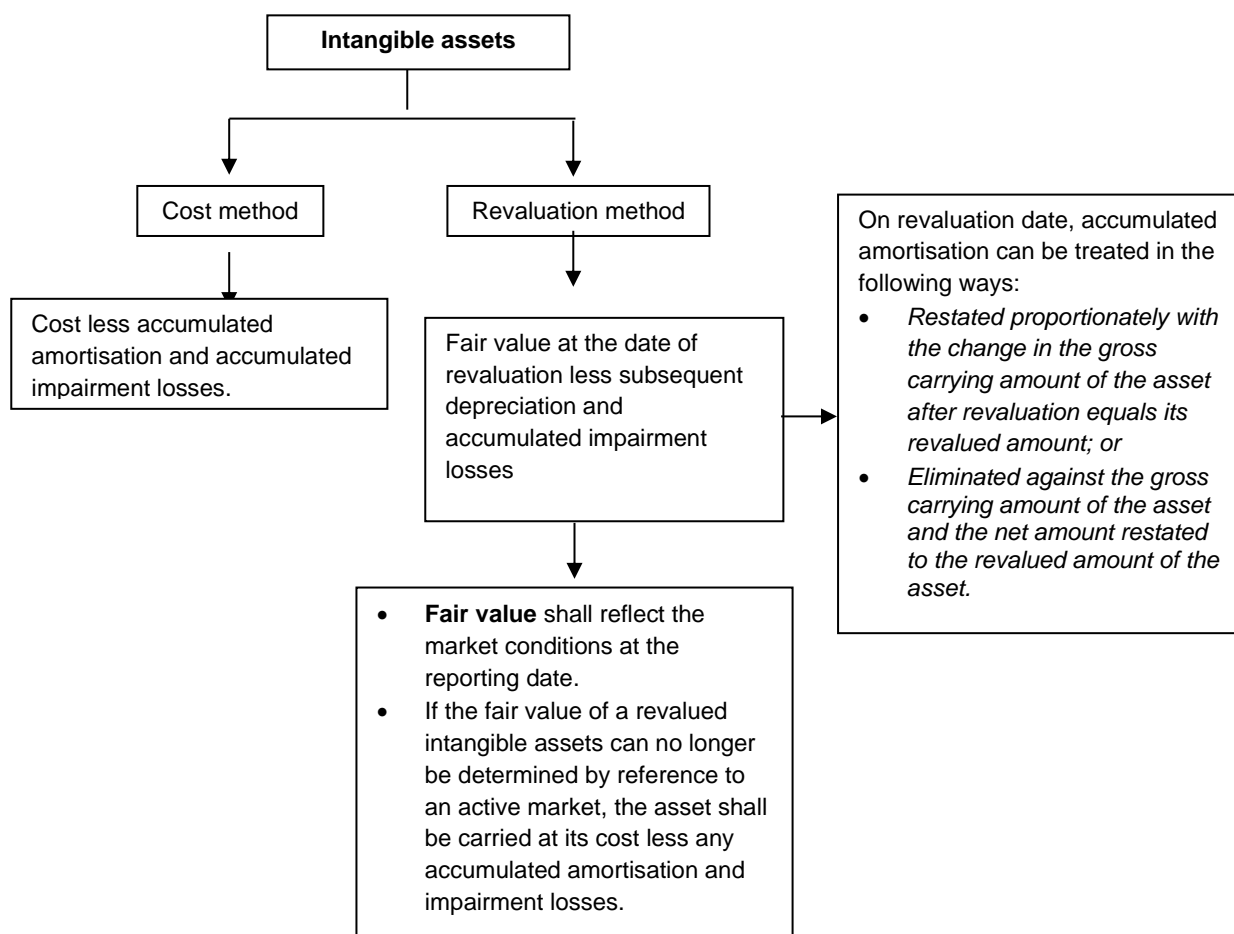 Intangible assets
Cost method
Revaluation method
Cost less accumulated
amortisation and accumulated
impairment losses.
Fair value at the date of
revaluation less subsequent
depreciation and
accumulated impairment
losses
On revaluation date, accumulated
amortisation can be treated in the
following ways:
• Restated proportionately with
the change in the gross
carrying amount of the asset
after revaluation equals its
revalued amount; or
• Eliminated against the gross
carrying amount of the asset
and the net amount restated
to the revalued amount of the
asset.
• Fair value shall reflect the
market conditions at the
reporting date.
• If the fair value of a revalued
intangible assets can no longer
be determined by reference to
an active market, the asset shall
be carried at its cost less any
accumulated amortisation and
impairment losses.